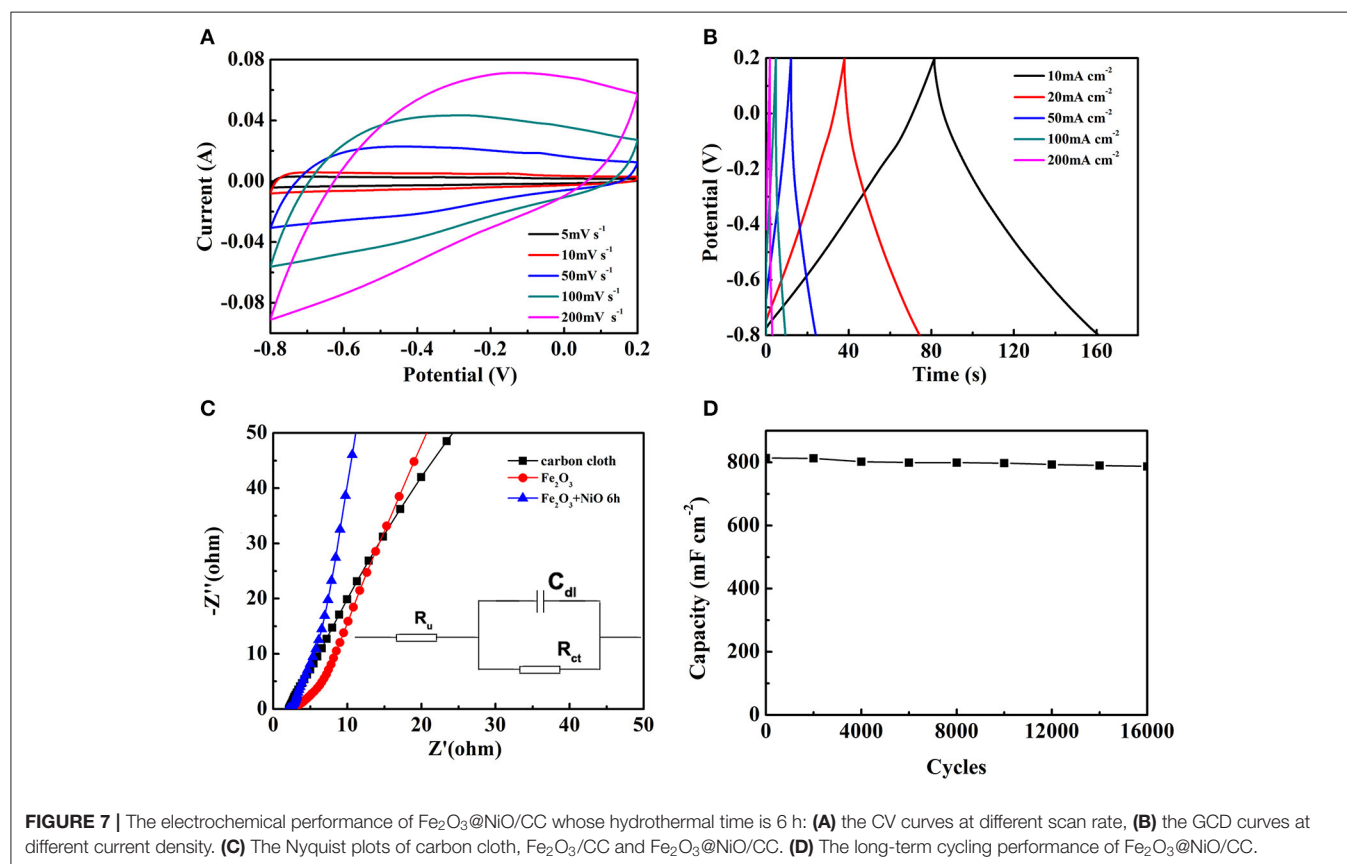 A
0.08
0.04
0.00
-0.04
-0.08
Current (A)
5mV s⁻¹
10mV s⁻¹
50mV s⁻¹
100mV s⁻¹
200mV s⁻¹
-0.8 -0.6 -0.4 -0.2 0.0 0.2
Potential (V)
B
0.2
0.0
-0.2
-0.4
-0.6
-0.8
Potential (V)
10mA cm⁻²
20mA cm⁻²
50mA cm⁻²
100mA cm⁻²
200mA cm⁻²
0 40 80 120 160
Time (s)
C
50
40
30
20
10
0
-Z''(ohm)
carbon cloth
Fe₂O₃
Fe₂O₃+NiO 6h
C_dl
R_u
R_ct
0 10 20 30 40 50
Z'(ohm)
D
800
600
400
200
0
Capacity (mF cm⁻²)
0 4000 8000 12000 16000
Cycles
FIGURE 7 | The electrochemical performance of Fe₂O₃@NiO/CC whose hydrothermal time is 6 h: (A) the CV curves at different scan rate, (B) the GCD curves at
different current density. (C) The Nyquist plots of carbon cloth, Fe₂O₃/CC and Fe₂O₃@NiO/CC. (D) The long-term cycling performance of Fe₂O₃@NiO/CC.